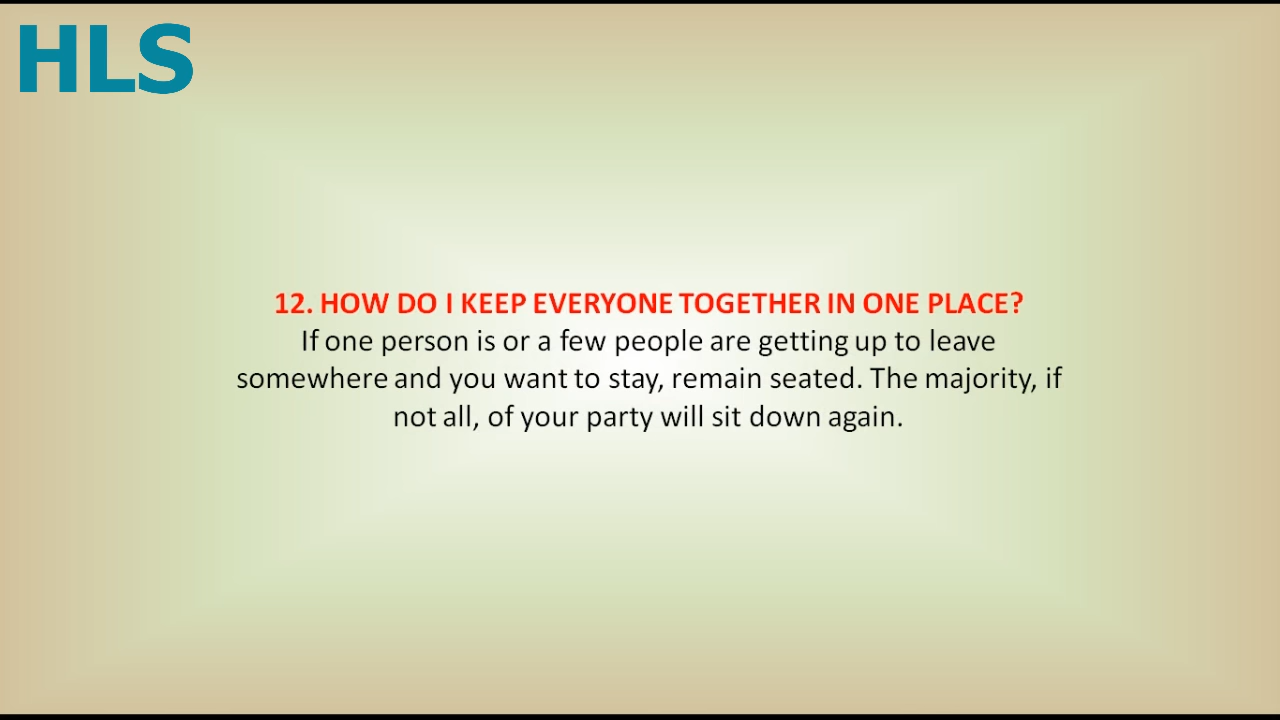 HLS
12. HOW DO I KEEP EVERYONE TOGETHER IN ONE PLACE?
If one person is or a few people are getting up to leave
somewhere and you want to stay, remain seated. The majority, if
not all, of your party will sit down again.